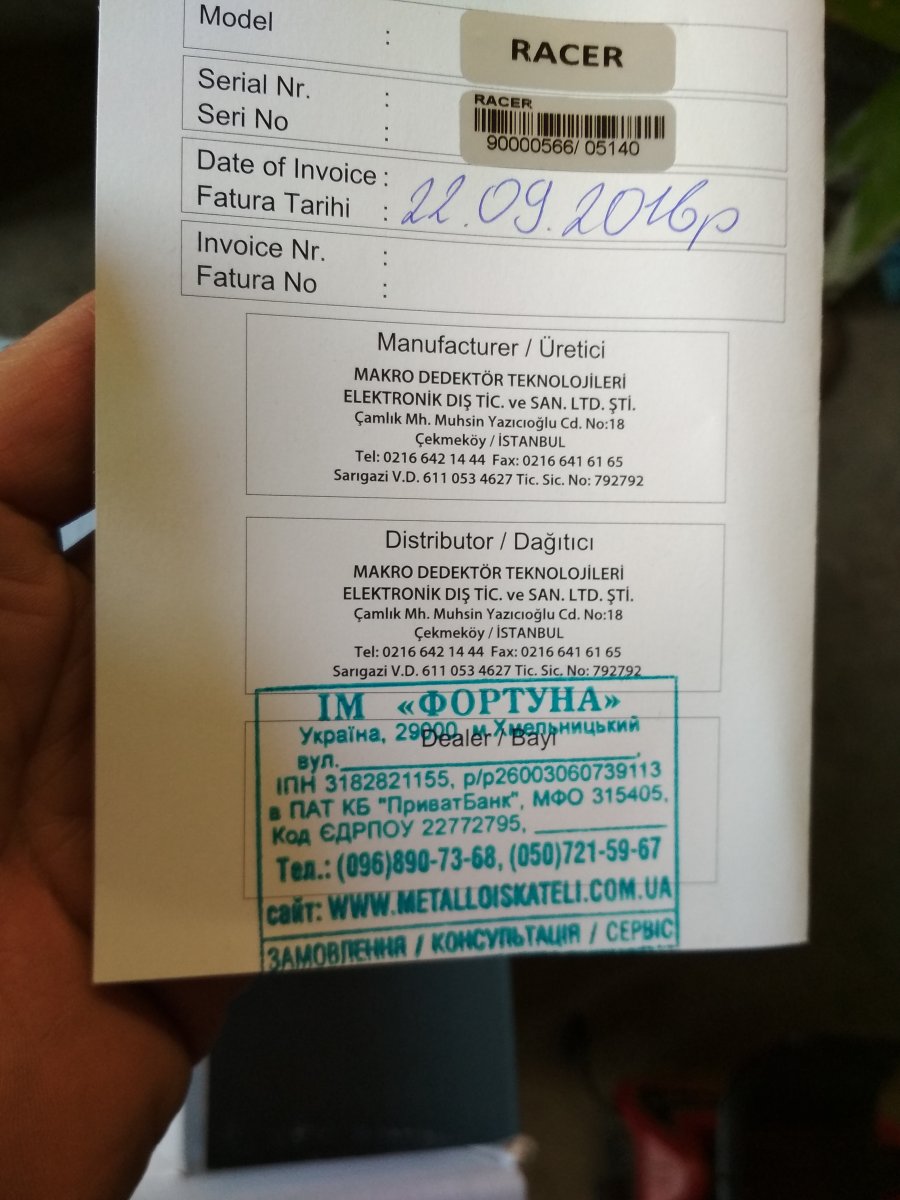 Model :
RACER
Serial Nr. :
Seri No :
RACER
90000566/ 05140
Date of Invoice :
Fatura Tarihi : 22.09.2016р
Invoice Nr. :
Fatura No :
Manufacturer / Üretici
MAKRO DEDEKTÖR TEKNOLOJİLERİ
ELEKTRONİK DIŞ TİC. ve SAN. LTD. ŞTİ.
Çamlık Mh. Muhsin Yazıcıoğlu Cd. No:18
Çekmeköy / İSTANBUL
Tel: 0216 642 14 44 Fax: 0216 641 61 65
Sarıgazi V.D. 611 053 4627 Tic. Sic. No: 792792
Distributor / Dağıtıcı
MAKRO DEDEKTÖR TEKNOLOJİLERİ
ELEKTRONİK DIŞ TİC. ve SAN. LTD. ŞTİ.
Çamlık Mh. Muhsin Yazıcıoğlu Cd. No:18
Çekmeköy / İSTANBUL
Tel: 0216 642 14 44 Fax: 0216 641 61 65
Sarıgazi V.D. 611 053 4627 Tic. Sic. No: 792792
ІМ «ФОРТУНА»
Україна, 29000, м.Хмельницький
Dealer / Bayi
вул.
ІПН 3182821155, р/р26003060739113
в ПАТ КБ "ПриватБанк", МФО 315405,
Код ЄДРПОУ 22772795,
Тел.: (096)890-73-68, (050)721-59-67
сайт: WWW.METALLOISKATELI.COM.UA
ЗАМОВЛЕННЯ / КОНСУЛЬТАЦІЯ / СЕРВІС